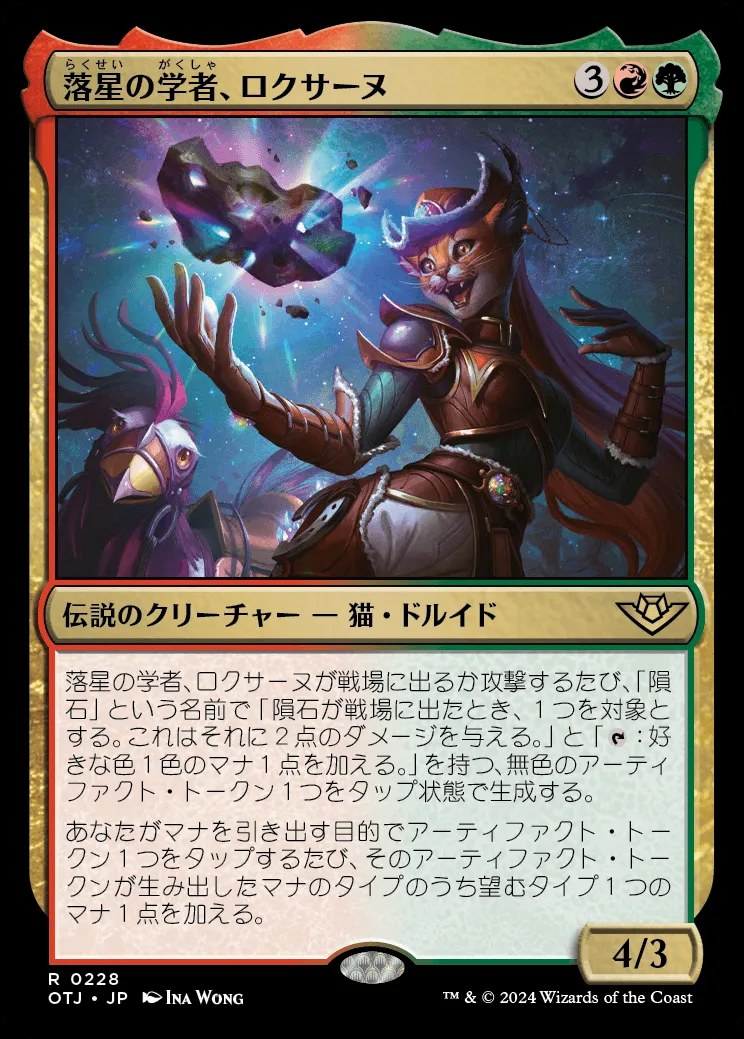 らくせい がくしゃ
落星の学者、ロクサーヌ
3
伝説のクリーチャー — 猫・ドルイド
落星の学者、ロクサーヌが戦場に出るか攻撃するたび、「隕
石」という名前で「隕石が戦場に出たとき、1つを対象と
する。これはそれに2点のダメージを与える。」と「:好
きな色1色のマナ1点を加える。」を持つ、無色のアーティ
ファクト・トークン1つをタップ状態で生成する。
あなたがマナを引き出す目的でアーティファクト・トー
クン1つをタップするたび、そのアーティファクト・トー
クンが生み出したマナのタイプのうち望むタイプ1つの
マナ1点を加える。
4/3
R 0228
OTJ • JP INA WONG
™ & © 2024 Wizards of the Coast